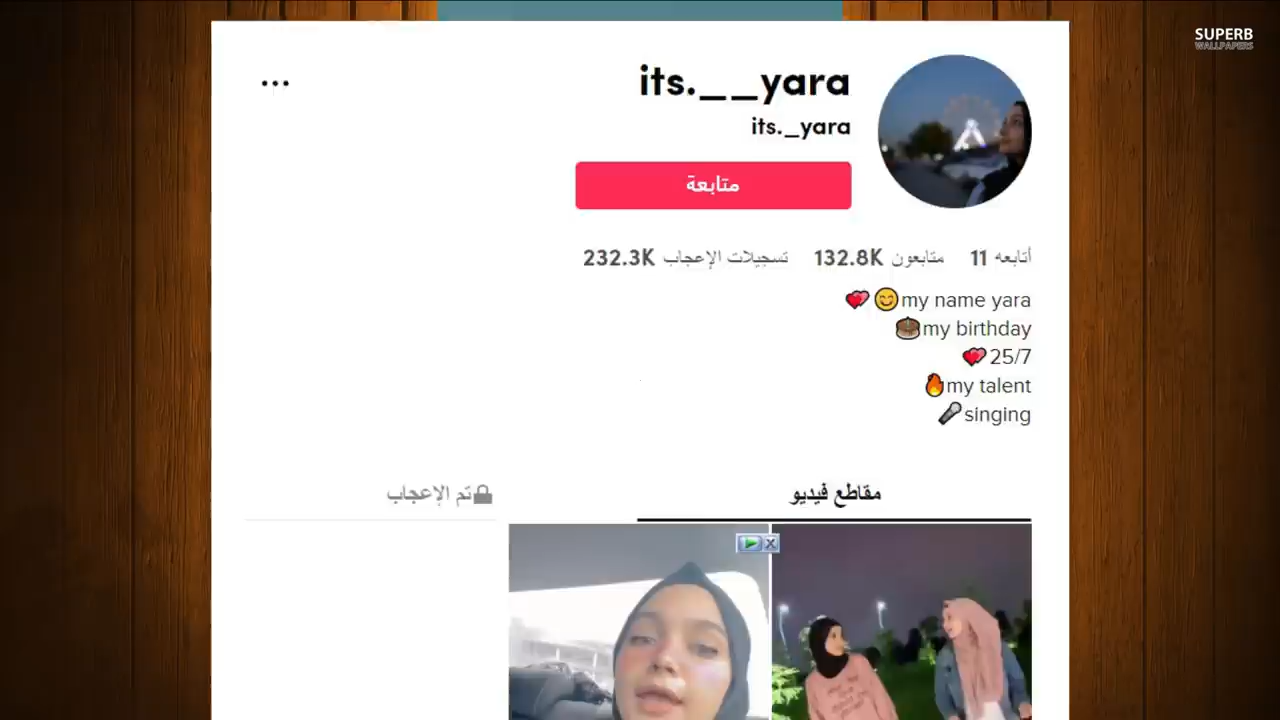 SUPERB
WALLPAPERS
its.__yara
its._yara
متابعة
أتابعه 11 متابعون 132.8K تسجيلات الإعجاب 232.3K
my name yara
my birthday
25/7
my talent
singing
مقاطع فيديو
تم الإعجاب